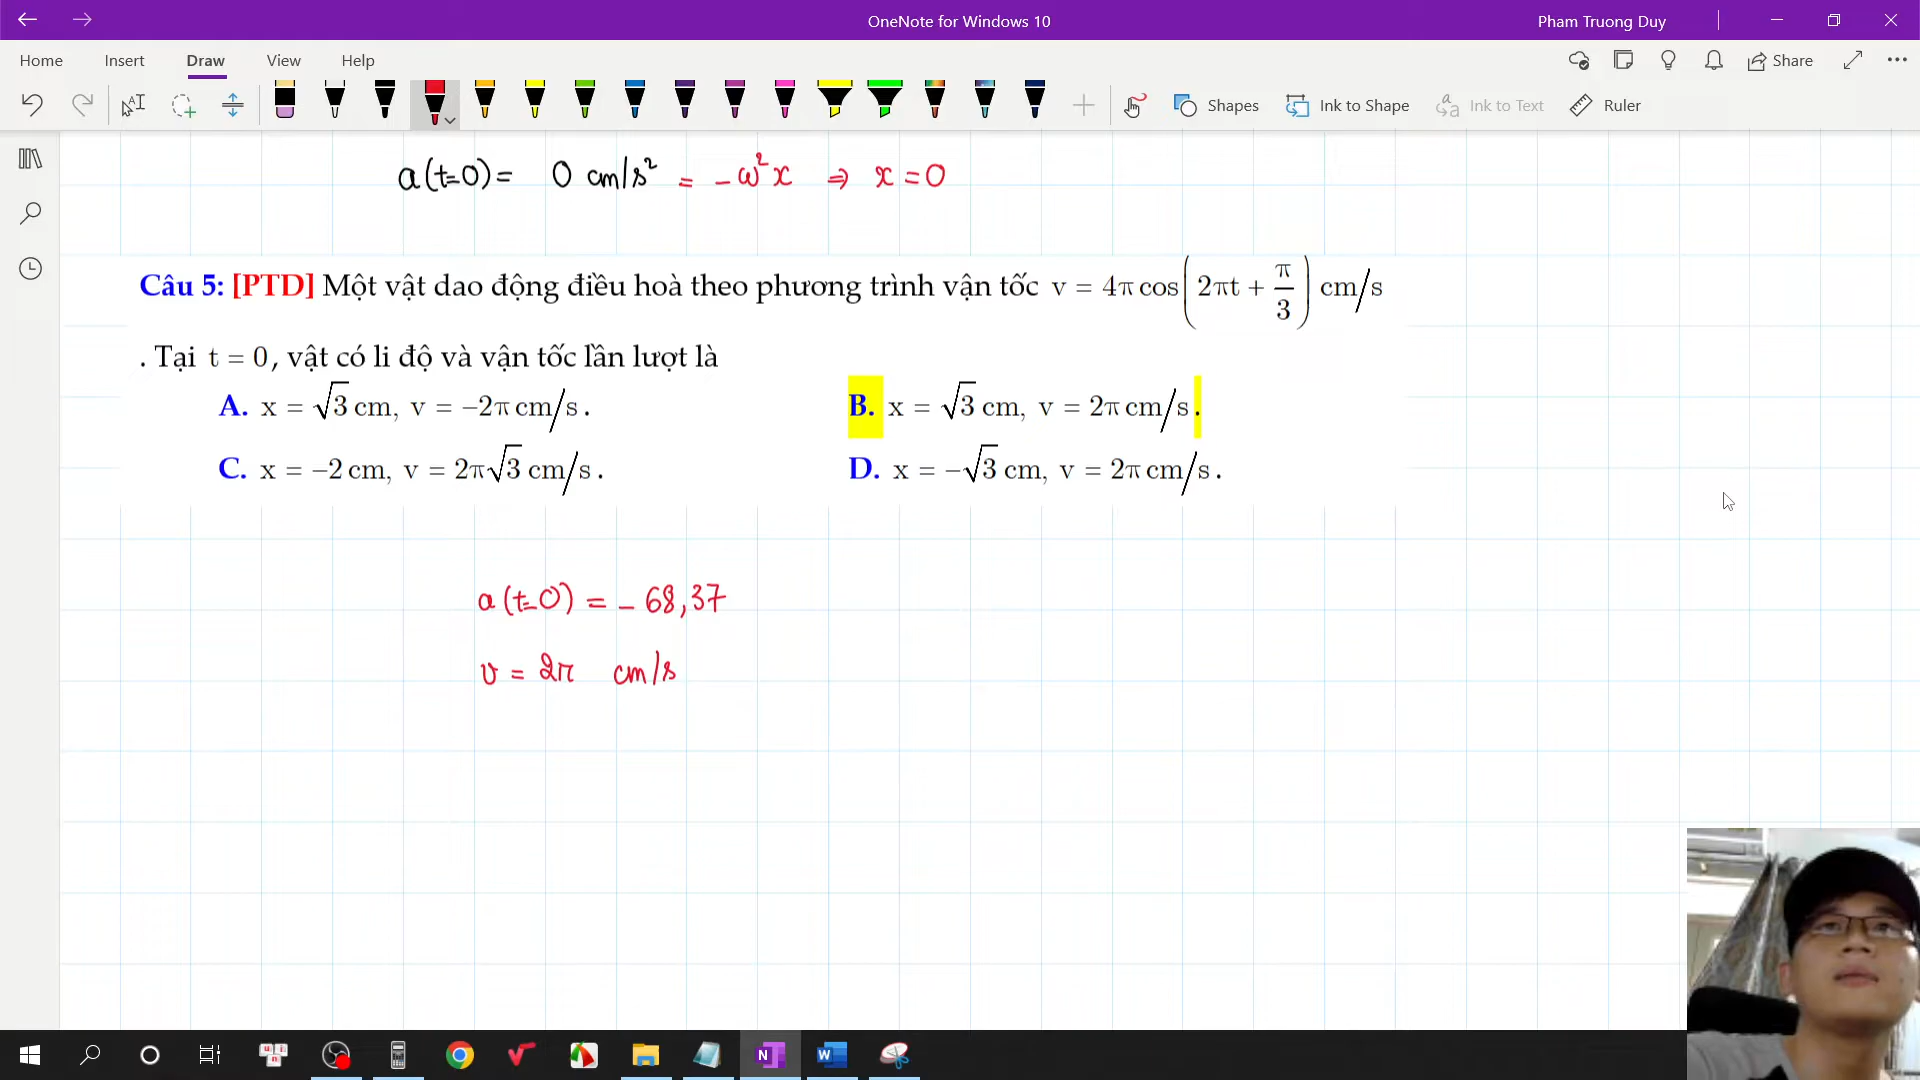 OneNote for Windows 10
Pham Truong Duy
Home Insert Draw View Help
Share
Shapes Ink to Shape Ink to Text Ruler
a(t=0) = 0 cm/s² = -ω²x ⇒ x = 0
Câu 5: [PTD] Một vật dao động điều hoà theo phương trình vận tốc v = 4π cos(2πt + π/3) cm/s
. Tại t = 0, vật có li độ và vận tốc lần lượt là
A. x = √3 cm, v = −2π cm/s. B. x = √3 cm, v = 2π cm/s.
C. x = −2 cm, v = 2π√3 cm/s. D. x = −√3 cm, v = 2π cm/s.
a(t=0) = - 68,37
v = 2π cm/s